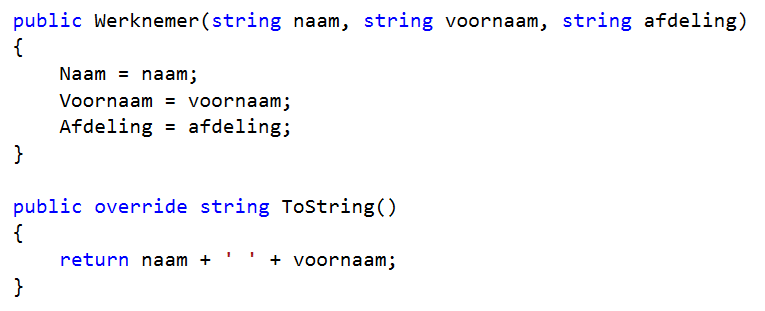 public Werknemer(string naam, string voornaam, string afdeling)
{
    Naam = naam;
    Voornaam = voornaam;
    Afdeling = afdeling;
}

public override string ToString()
{
    return naam + ' ' + voornaam;
}